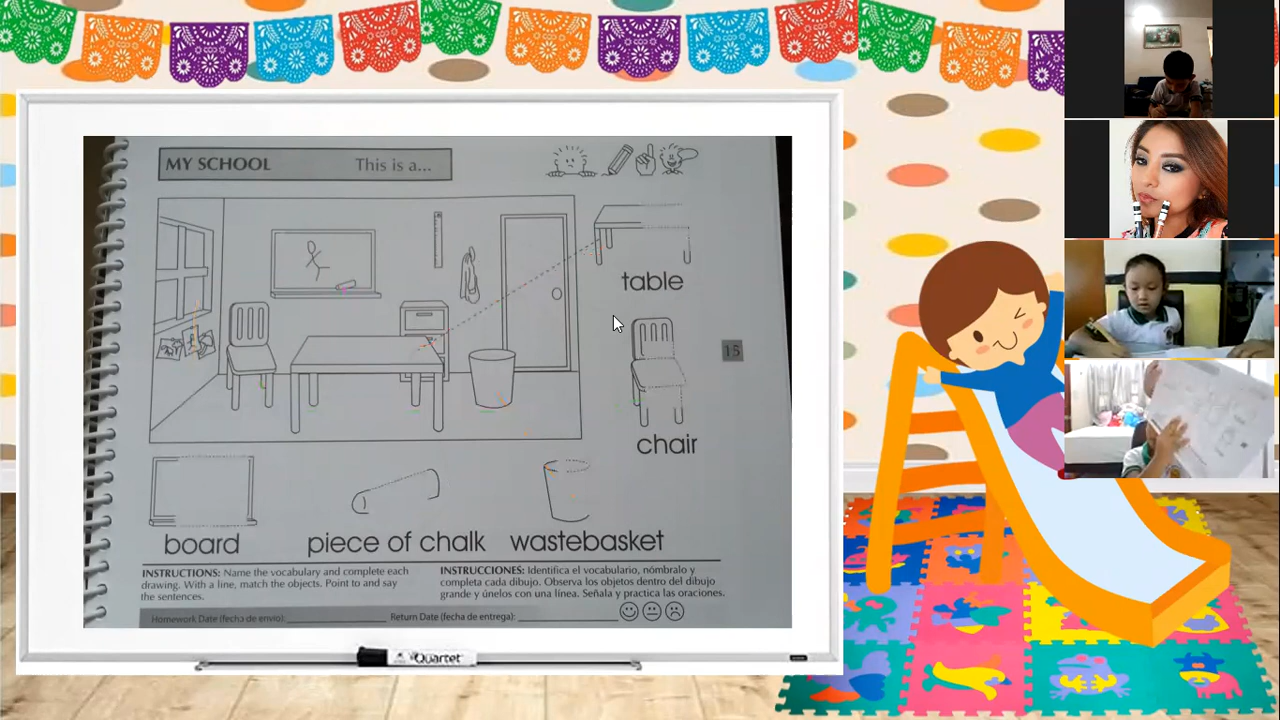 MY SCHOOL This is a...
table
15
chair
board piece of chalk wastebasket
INSTRUCTIONS: Name the vocabulary and complete each
drawing. With a line, match the objects. Point to and say
the sentences.
INSTRUCCIONES: Identifica el vocabulario, nómbralo y
completa cada dibujo. Observa los objetos dentro del dibujo
grande y únelos con una línea. Señala y practica las oraciones.
Homework Date (fecha de envío): Return Date (fecha de entrega):
Quartet